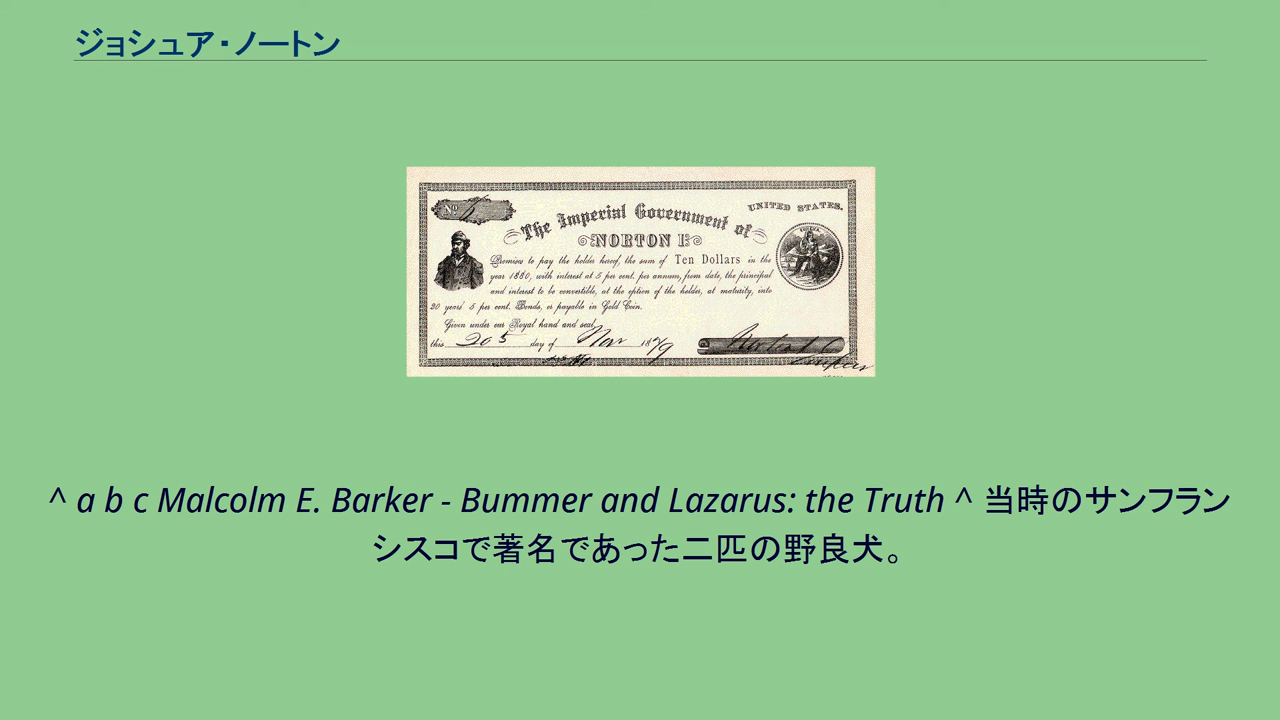 ジョシュア・ノートン
Nº
The Imperial Government of
UNITED STATES.
NORTON I.
Promises to pay the holder hereof, the sum of Ten Dollars in the
year 1880, with interest at 5 per cent. per annum, from date, the principal
and interest to be convertible, at the option of the holder, at maturity, into
20 years' 5 per cent. Bonds, or payable in Gold Coin.
Given under our Royal hand and seal
this day of Nov 1879
^ a b c Malcolm E. Barker - Bummer and Lazarus: the Truth ^ 当時のサンフラン
シスコで著名であった二匹の野良犬。